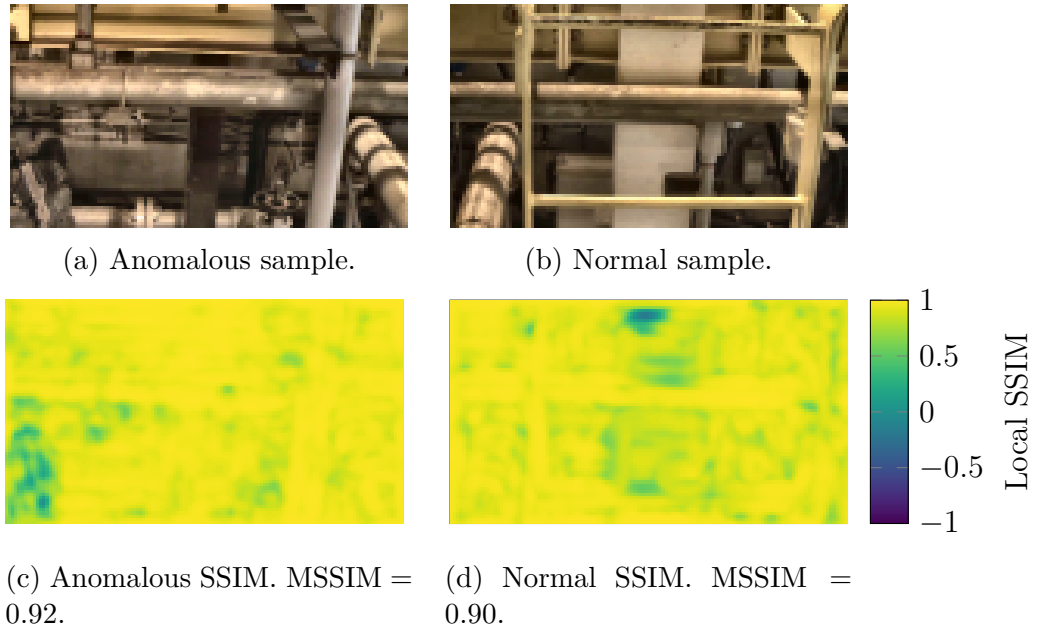 (a) Anomalous sample.
(b) Normal sample.
1
0.5
0
−0.5
−1
Local SSIM
(c) Anomalous SSIM. MSSIM =
0.92.
(d) Normal SSIM. MSSIM =
0.90.